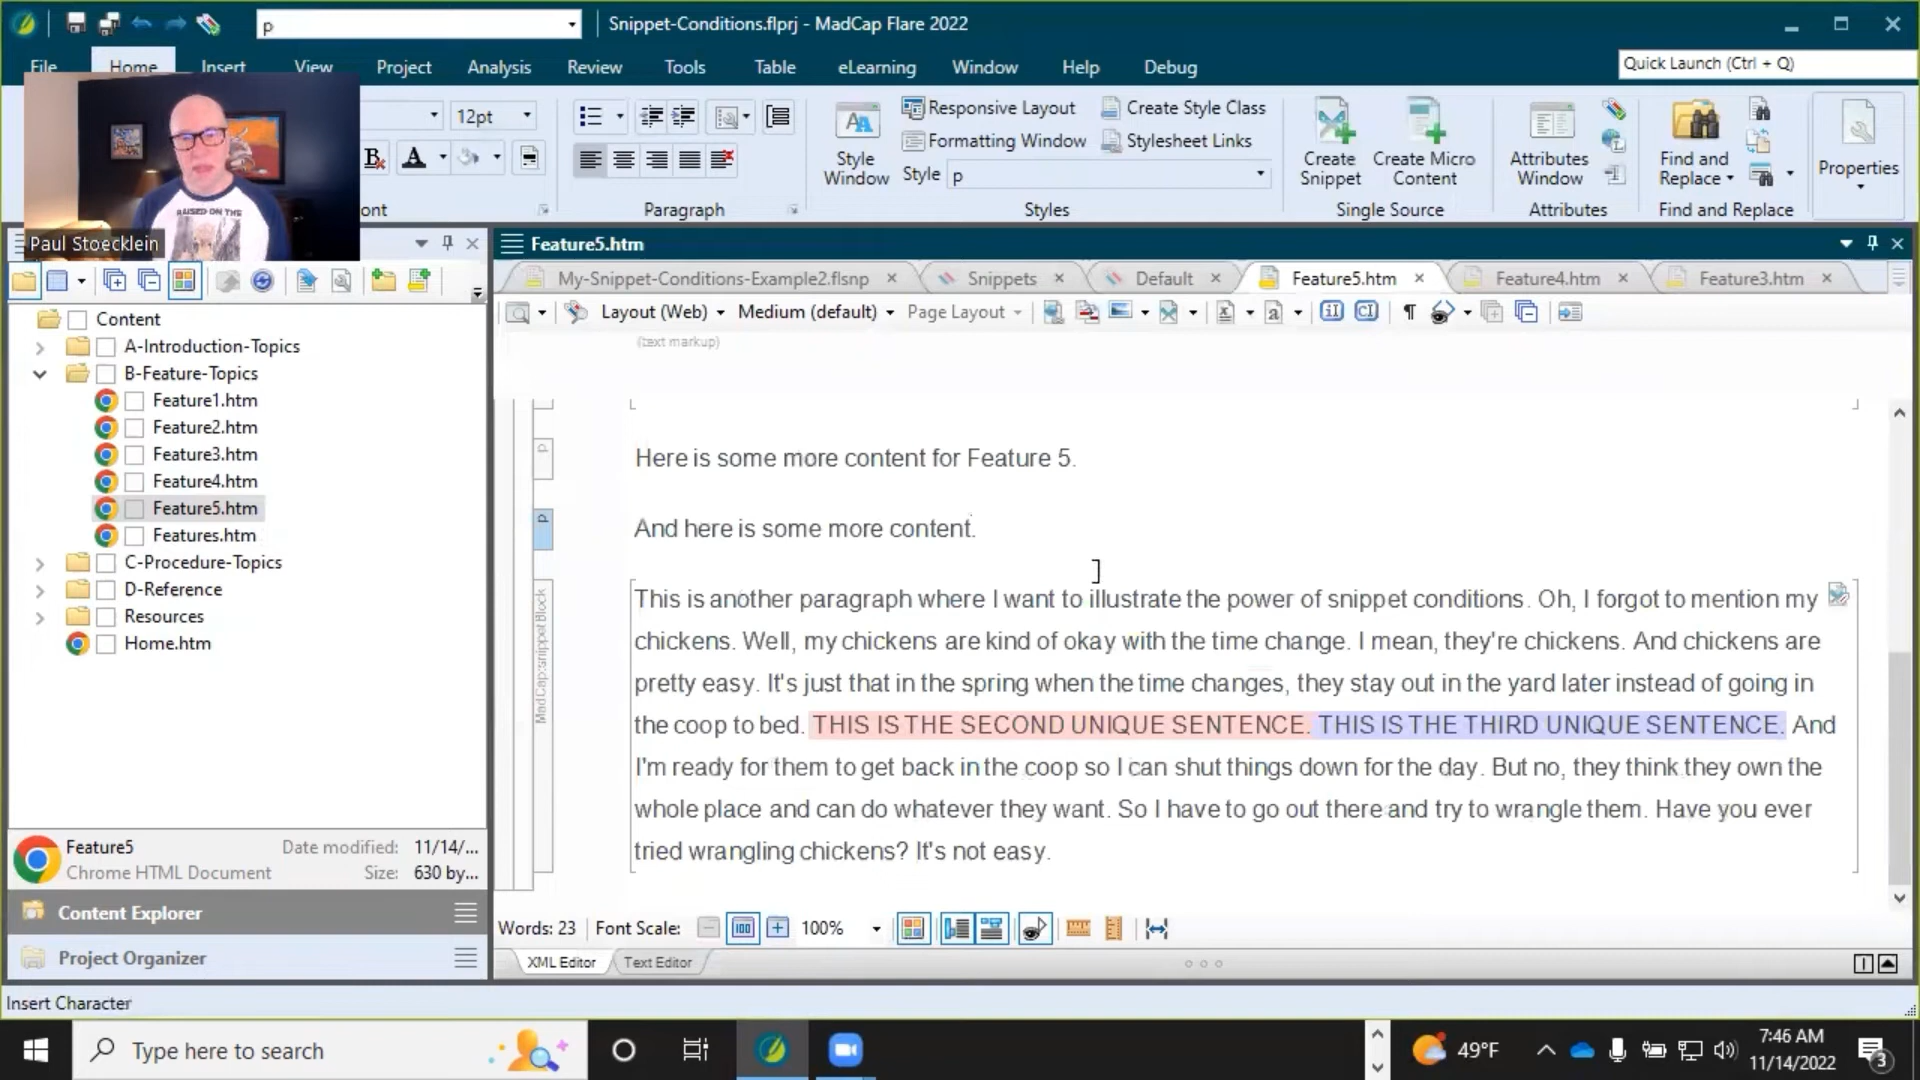 p
Snippet-Conditions.flprj - MadCap Flare 2022
File Home Insert View Project Analysis Review Tools Table eLearning Window Help Debug
Quick Launch (Ctrl + Q)
12pt
Responsive Layout
Create Style Class
Formatting Window
Stylesheet Links
Style Window
Style p
Create Snippet
Create Micro Content
Attributes Window
Find and Replace
Properties
ont
Paragraph
Styles
Single Source
Attributes
Find and Replace
RAISED ON THE
Paul Stoecklein
Feature5.htm
My-Snippet-Conditions-Example2.flsnp
Snippets
Default
Feature5.htm
Feature4.htm
Feature3.htm
Layout (Web)
Medium (default)
Page Layout
(text markup)
Content
A-Introduction-Topics
B-Feature-Topics
Feature1.htm
Feature2.htm
Feature3.htm
Feature4.htm
Feature5.htm
Features.htm
C-Procedure-Topics
D-Reference
Resources
Home.htm
p
Here is some more content for Feature 5.
p
And here is some more content.
MadCap:snippetBlock
This is another paragraph where I want to illustrate the power of snippet conditions. Oh, I forgot to mention my
chickens. Well, my chickens are kind of okay with the time change. I mean, they're chickens. And chickens are
pretty easy. It's just that in the spring when the time changes, they stay out in the yard later instead of going in
the coop to bed. THIS IS THE SECOND UNIQUE SENTENCE. THIS IS THE THIRD UNIQUE SENTENCE. And
I'm ready for them to get back in the coop so I can shut things down for the day. But no, they think they own the
whole place and can do whatever they want. So I have to go out there and try to wrangle them. Have you ever
tried wrangling chickens? It's not easy.
Feature5
Date modified: 11/14/...
Chrome HTML Document
Size: 630 by...
Content Explorer
Project Organizer
Words: 23
Font Scale:
100%
XML Editor
Text Editor
Insert Character
Type here to search
49°F
7:46 AM
11/14/2022
3